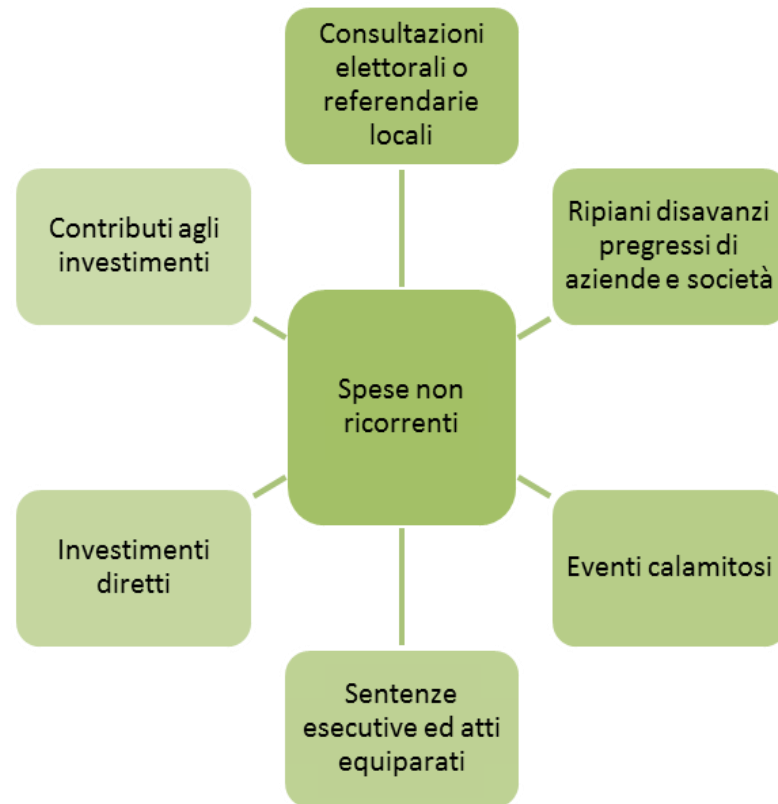 Consultazioni
elettorali o
referendarie
locali
Ripiani disavanzi
pregressi di
aziende e società
Eventi calamitosi
Sentenze
esecutive ed atti
equiparati
Investimenti
diretti
Contributi agli
investimenti
Spese non
ricorrenti